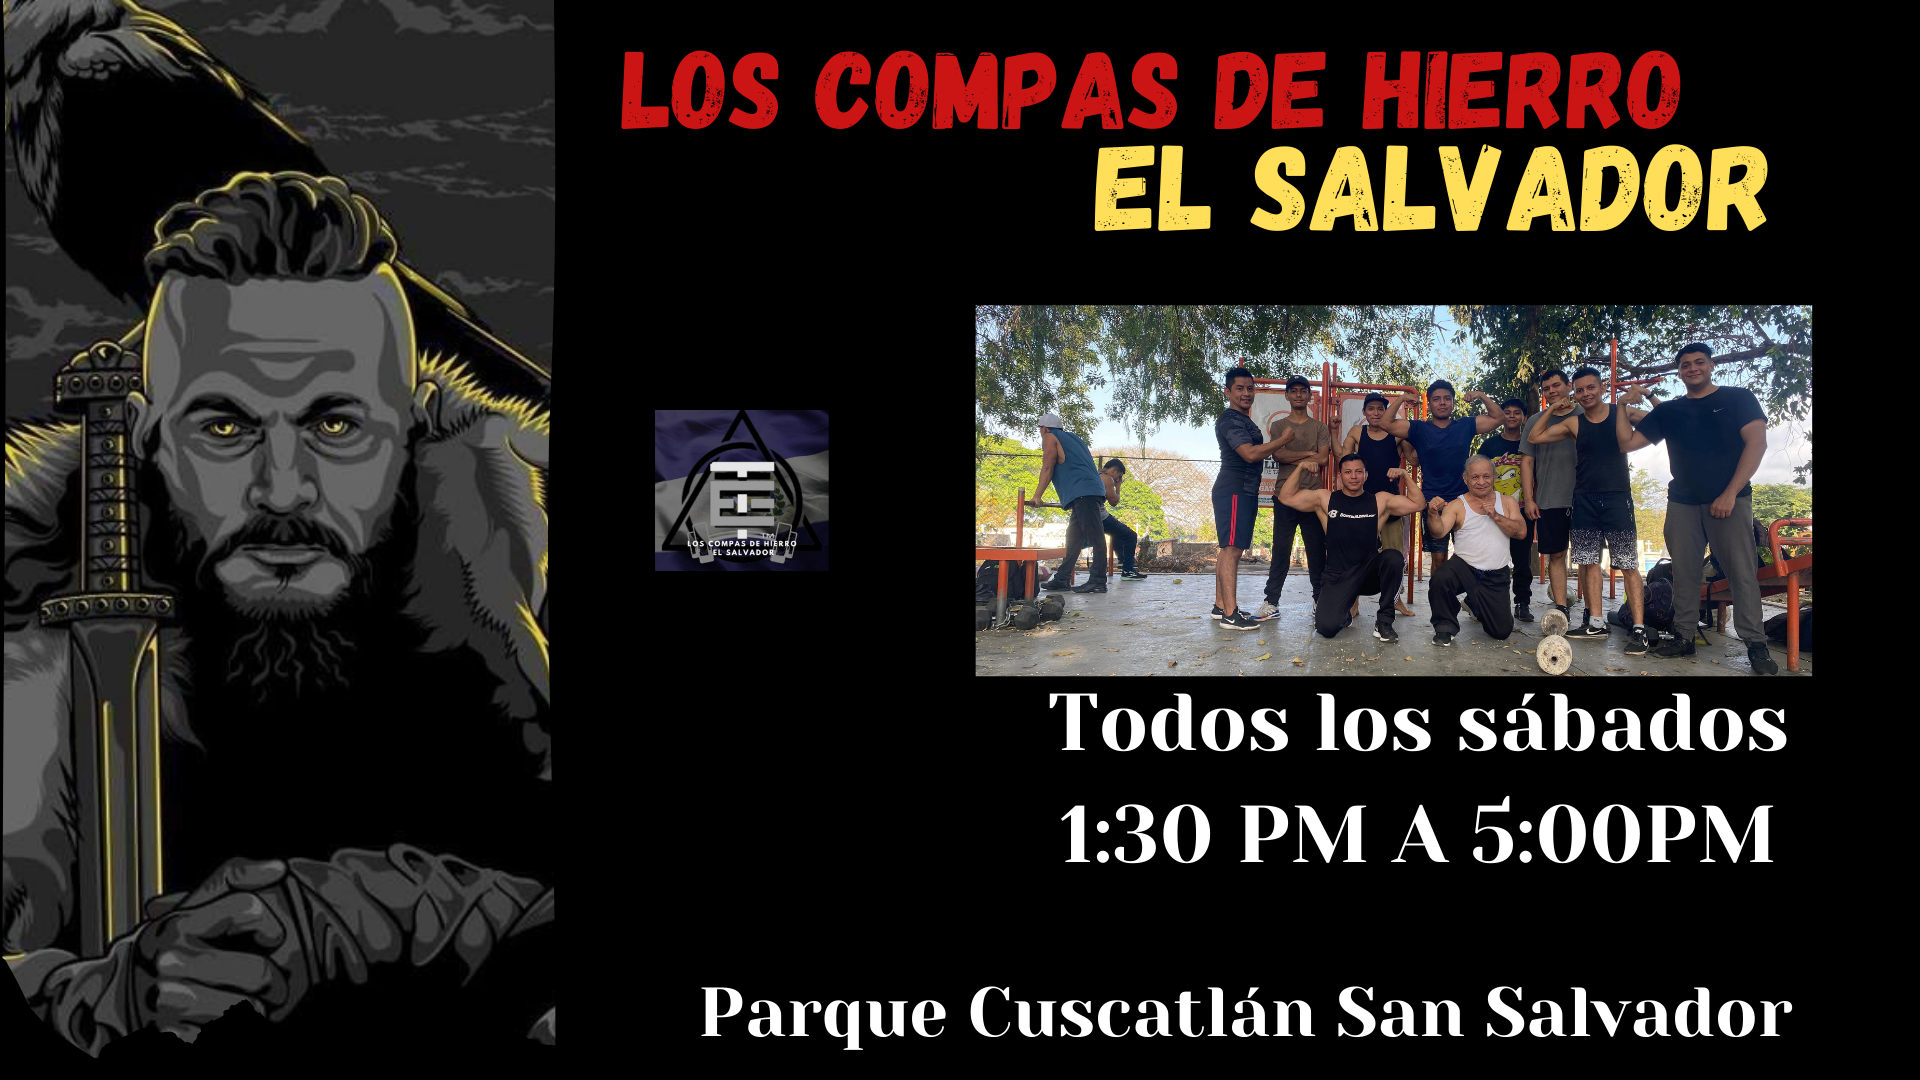 LOS COMPAS DE HIERRO
EL SALVADOR
LOS COMPAS DE HIERRO
EL SALVADOR
Todos los sábados
1:30 PM A 5:00PM
Parque Cuscatlán San Salvador